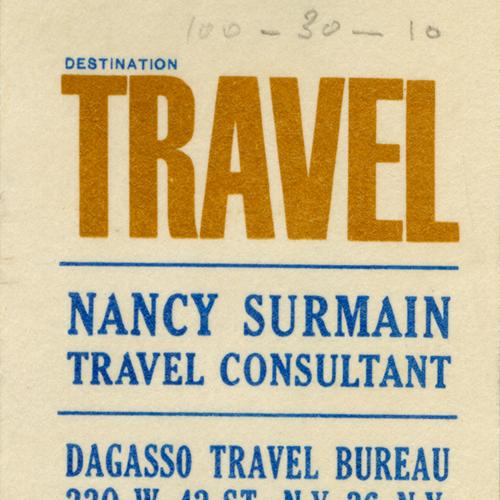 100 - 30 - 10
DESTINATION
TRAVEL
NANCY SURMAIN
TRAVEL CONSULTANT
DAGASSO TRAVEL BUREAU